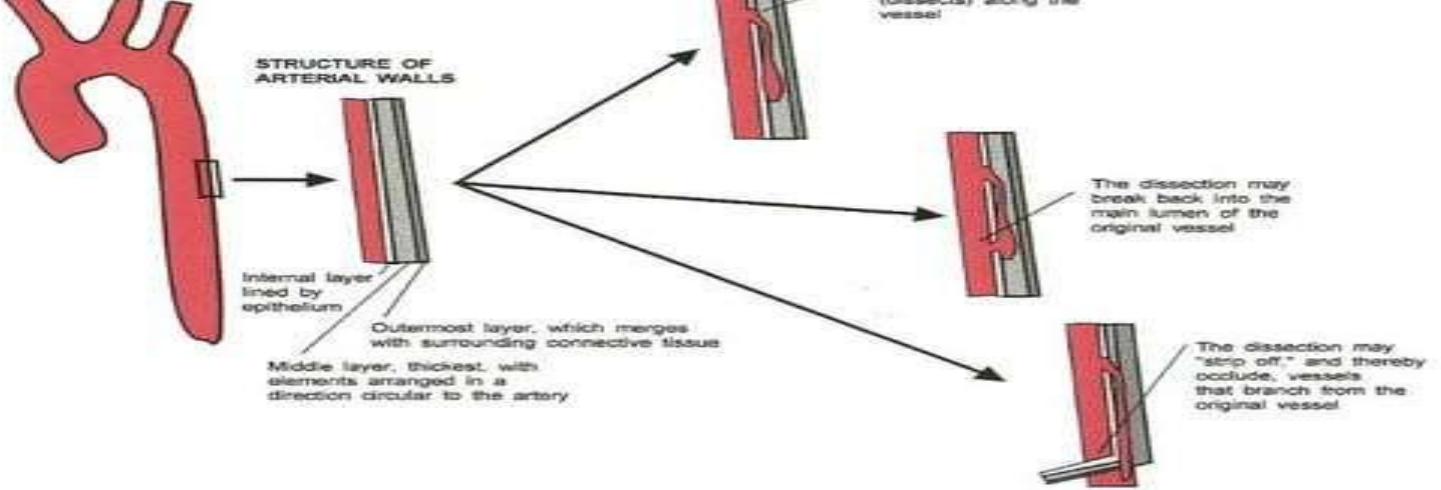 (dissects) along the
vessel
STRUCTURE OF
ARTERIAL WALLS
The dissection may
break back into the
main lumen of the
original vessel
Internal layer
lined by
epithelium
Outermost layer, which merges
with surrounding connective tissue
Middle layer, thickest, with
elements arranged in a
direction circular to the artery
The dissection may
"strip off," and thereby
occlude, vessels
that branch from the
original vessel